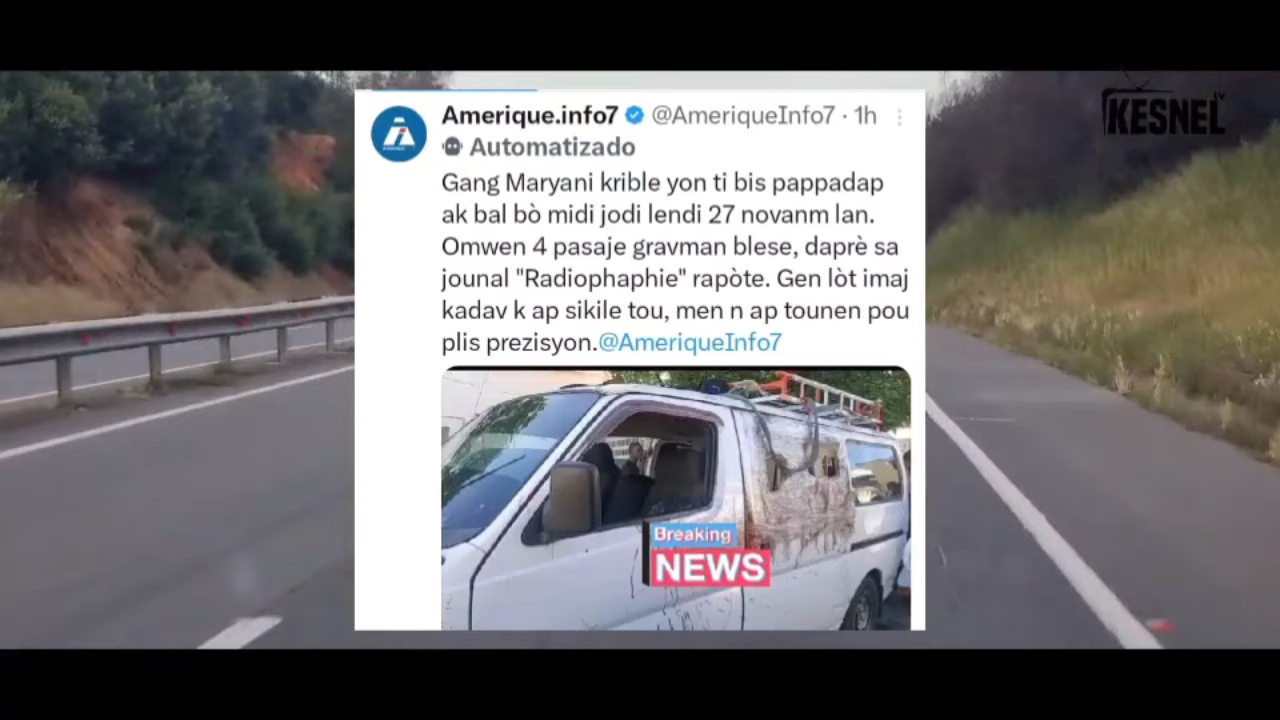 KESNEL TV
Amerique.info7 @AmeriqueInfo7 · 1h
Automatizado
Gang Maryani krible yon ti bis pappadap
ak bal bò midi jodi lendi 27 novanm lan.
Omwen 4 pasaje gravman blese, daprè sa
jounal "Radiophaphie" rapòte. Gen lòt imaj
kadav k ap sikile tou, men n ap tounen pou
plis prezisyon.@AmeriqueInfo7
Breaking
NEWS